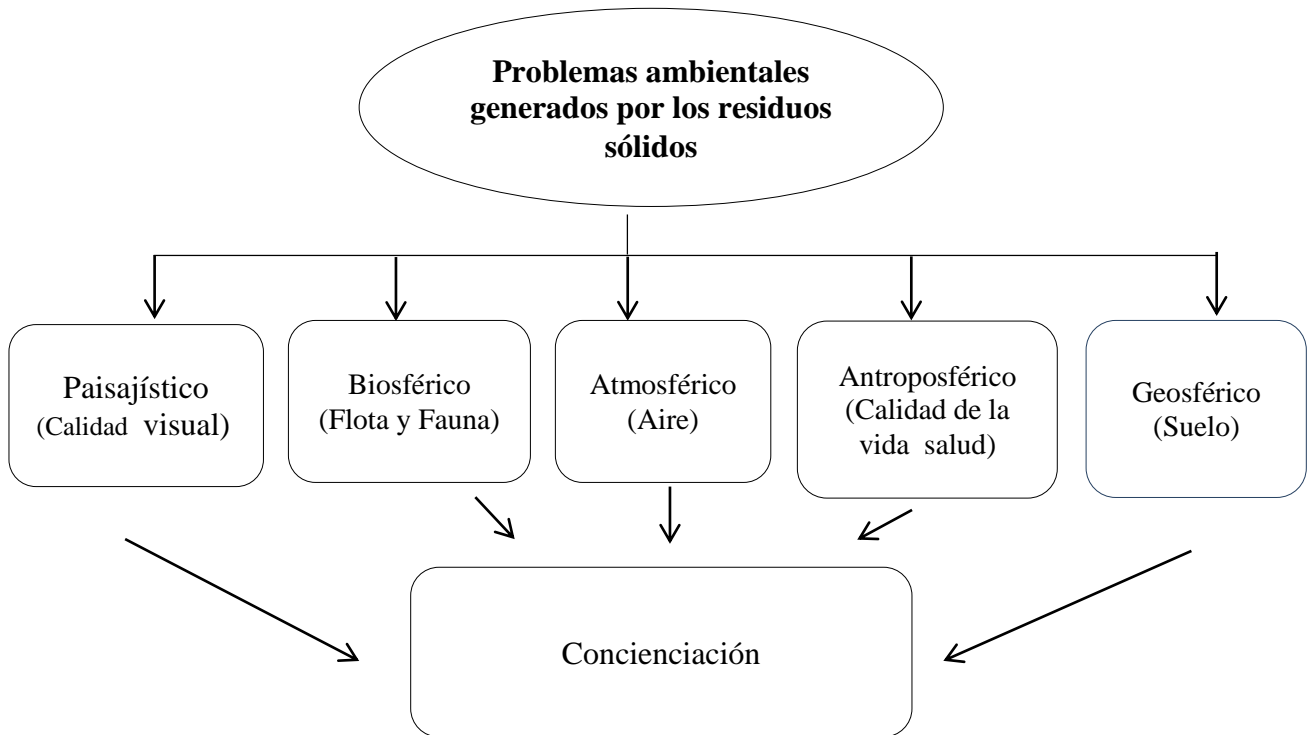 Problemas ambientales
generados por los residuos
sólidos
Paisajístico
(Calidad visual)
Biosférico
(Flota y Fauna)
Atmosférico
(Aire)
Antroposférico
(Calidad de la
vida salud)
Geosférico
(Suelo)
Concienciación